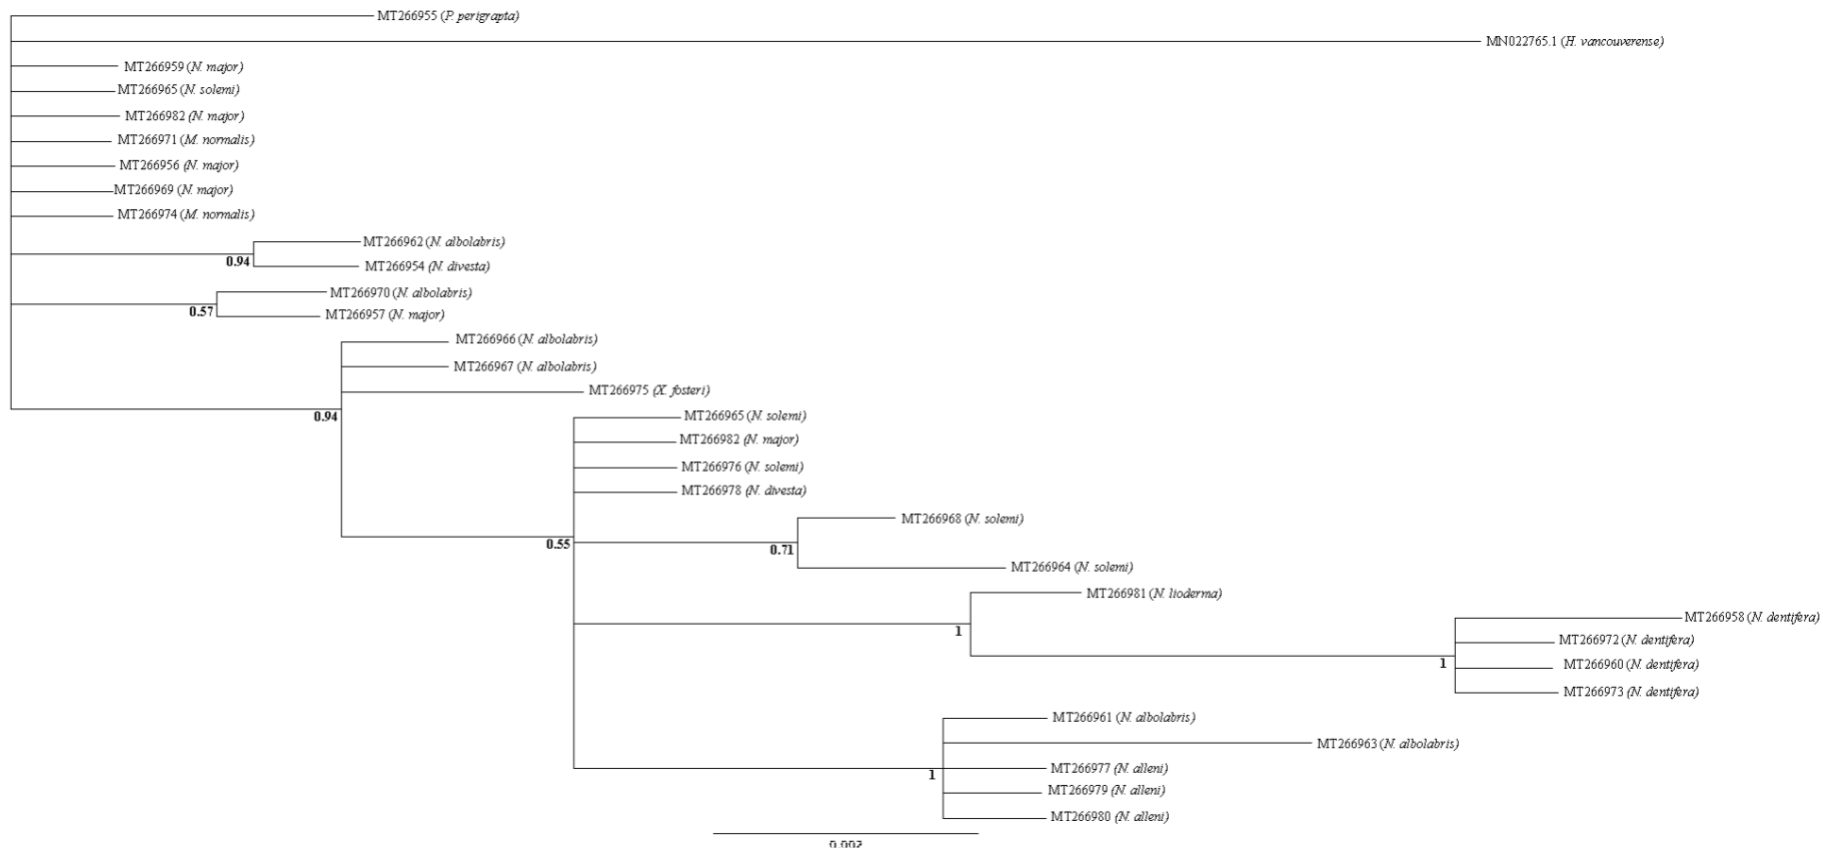 MT266955 (P. perigrapta)
MN022765.1 (H. vancouverense)
MT266959 (N. major)
MT266965 (N. solemi)
MT266982 (N. major)
MT266971 (M. normalis)
MT266956 (N. major)
MT266969 (N. major)
MT266974 (M. normalis)
MT266962 (N. albolabris)
0.94
MT266954 (N. divesta)
MT266970 (N. albolabris)
0.57
MT266957 (N. major)
MT266966 (N. albolabris)
MT266967 (N. albolabris)
MT266975 (X. fosteri)
0.94
MT266965 (N. solemi)
MT266982 (N. major)
MT266976 (N. solemi)
MT266978 (N. divesta)
MT266968 (N. solemi)
0.55
0.71
MT266964 (N. solemi)
MT266981 (N. lioderma)
MT266958 (N. dentifera)
1
MT266972 (N. dentifera)
1
MT266960 (N. dentifera)
MT266973 (N. dentifera)
MT266961 (N. albolabris)
MT266963 (N. albolabris)
MT266977 (N. alleni)
1
MT266979 (N. alleni)
MT266980 (N. alleni)
0.002